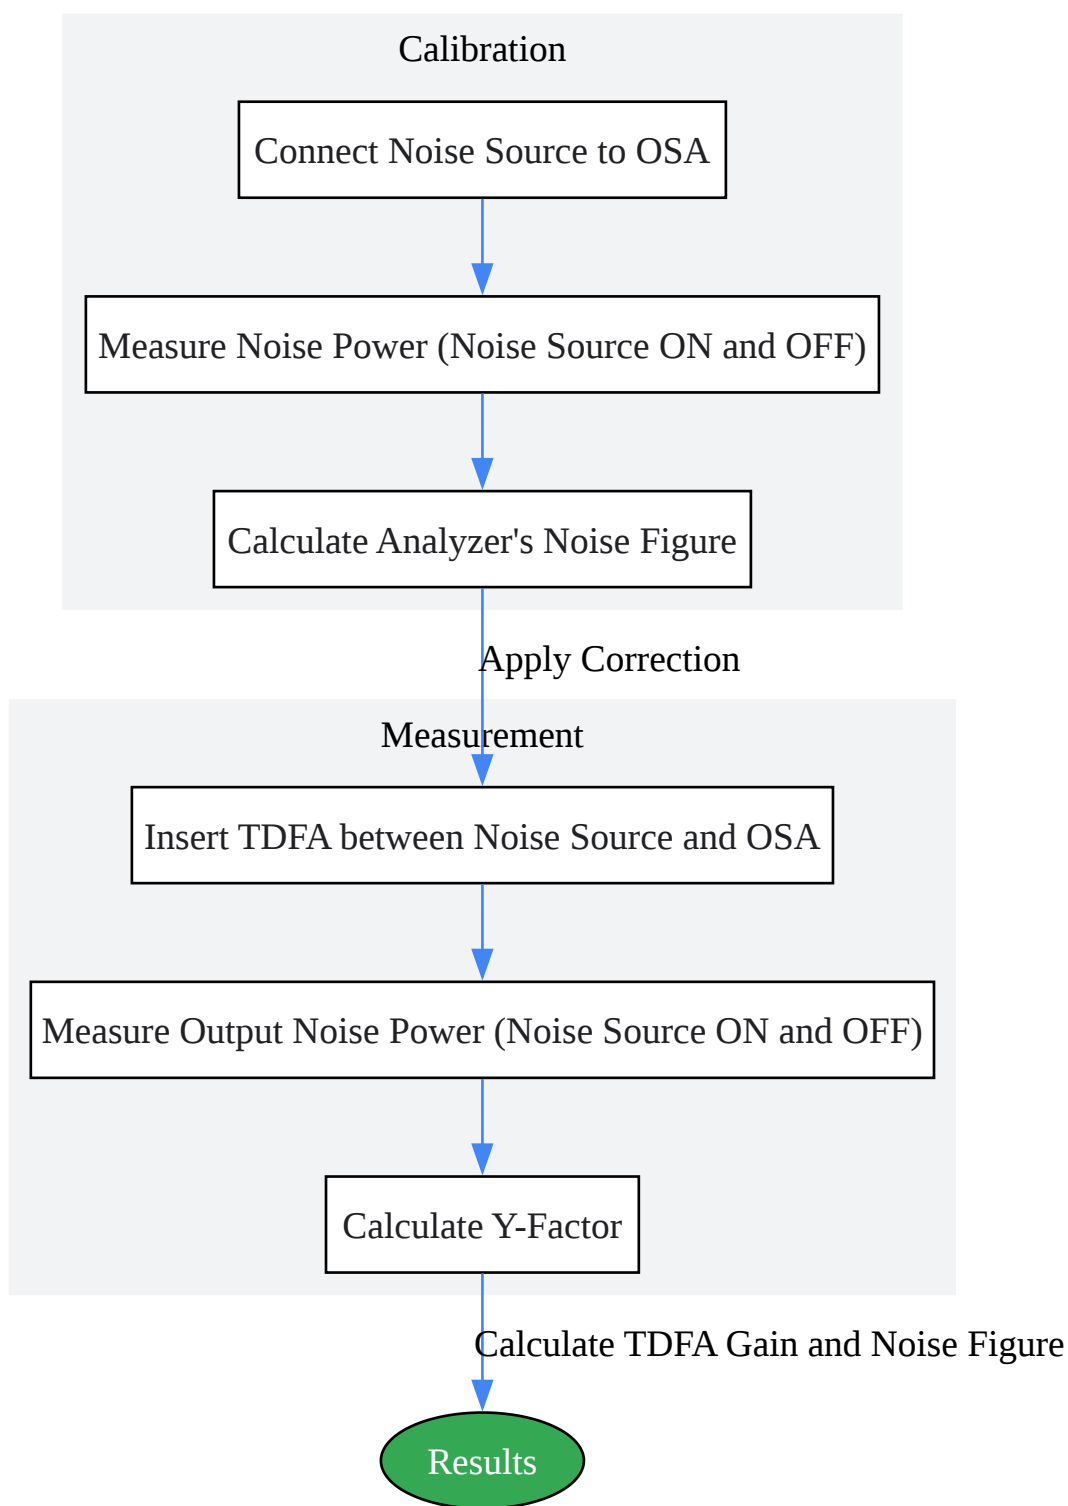 Calibration
Connect Noise Source to OSA
Measure Noise Power (Noise Source ON and OFF)
Calculate Analyzer's Noise Figure
Apply Correction
Measurement
Insert TDFA between Noise Source and OSA
Measure Output Noise Power (Noise Source ON and OFF)
Calculate Y-Factor
Calculate TDFA Gain and Noise Figure
Results